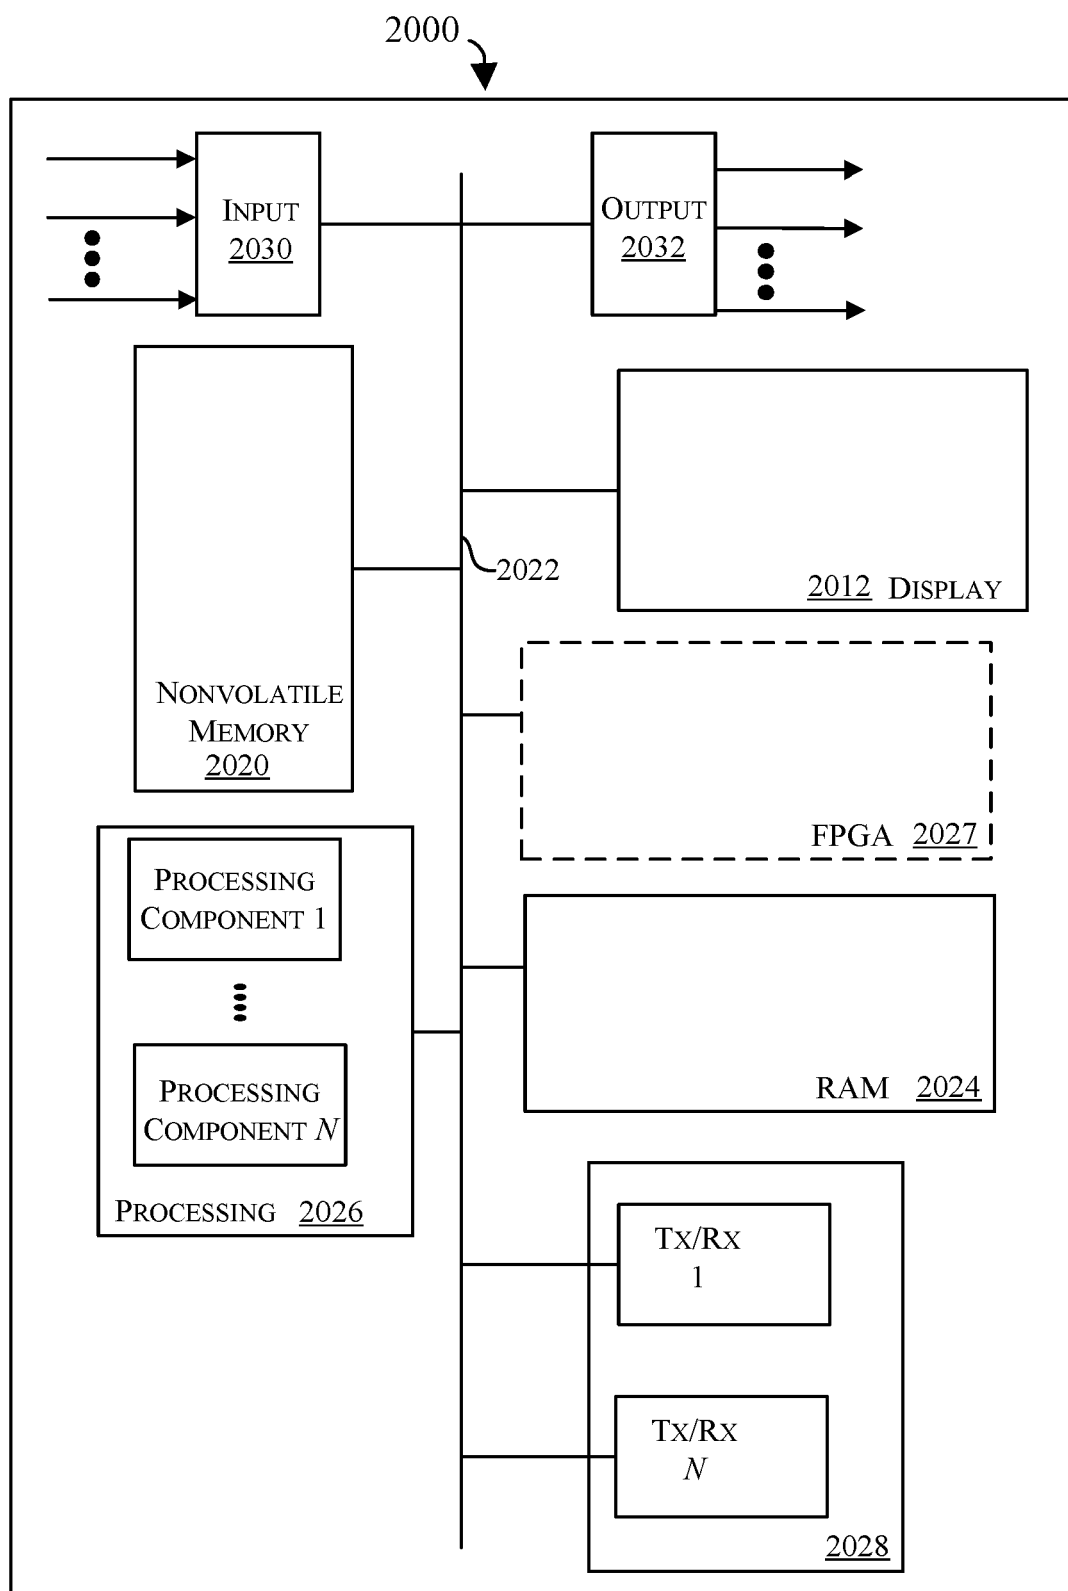 2000
INPUT
2030
OUTPUT
2032
2012 DISPLAY
2022
NONVOLATILE
MEMORY
2020
FPGA 2027
PROCESSING
COMPONENT 1
RAM 2024
PROCESSING
COMPONENT N
PROCESSING 2026
TX/RX
1
TX/RX
N
2028